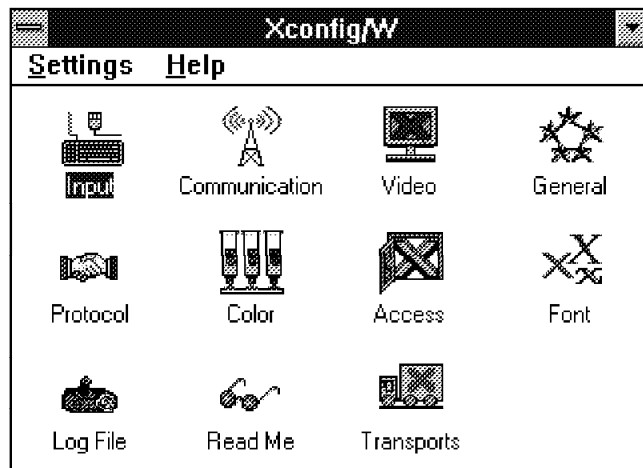 Xconfig/W
Settings Help
Input Communication Video General
Protocol Color Access Font
Log File Read Me Transports